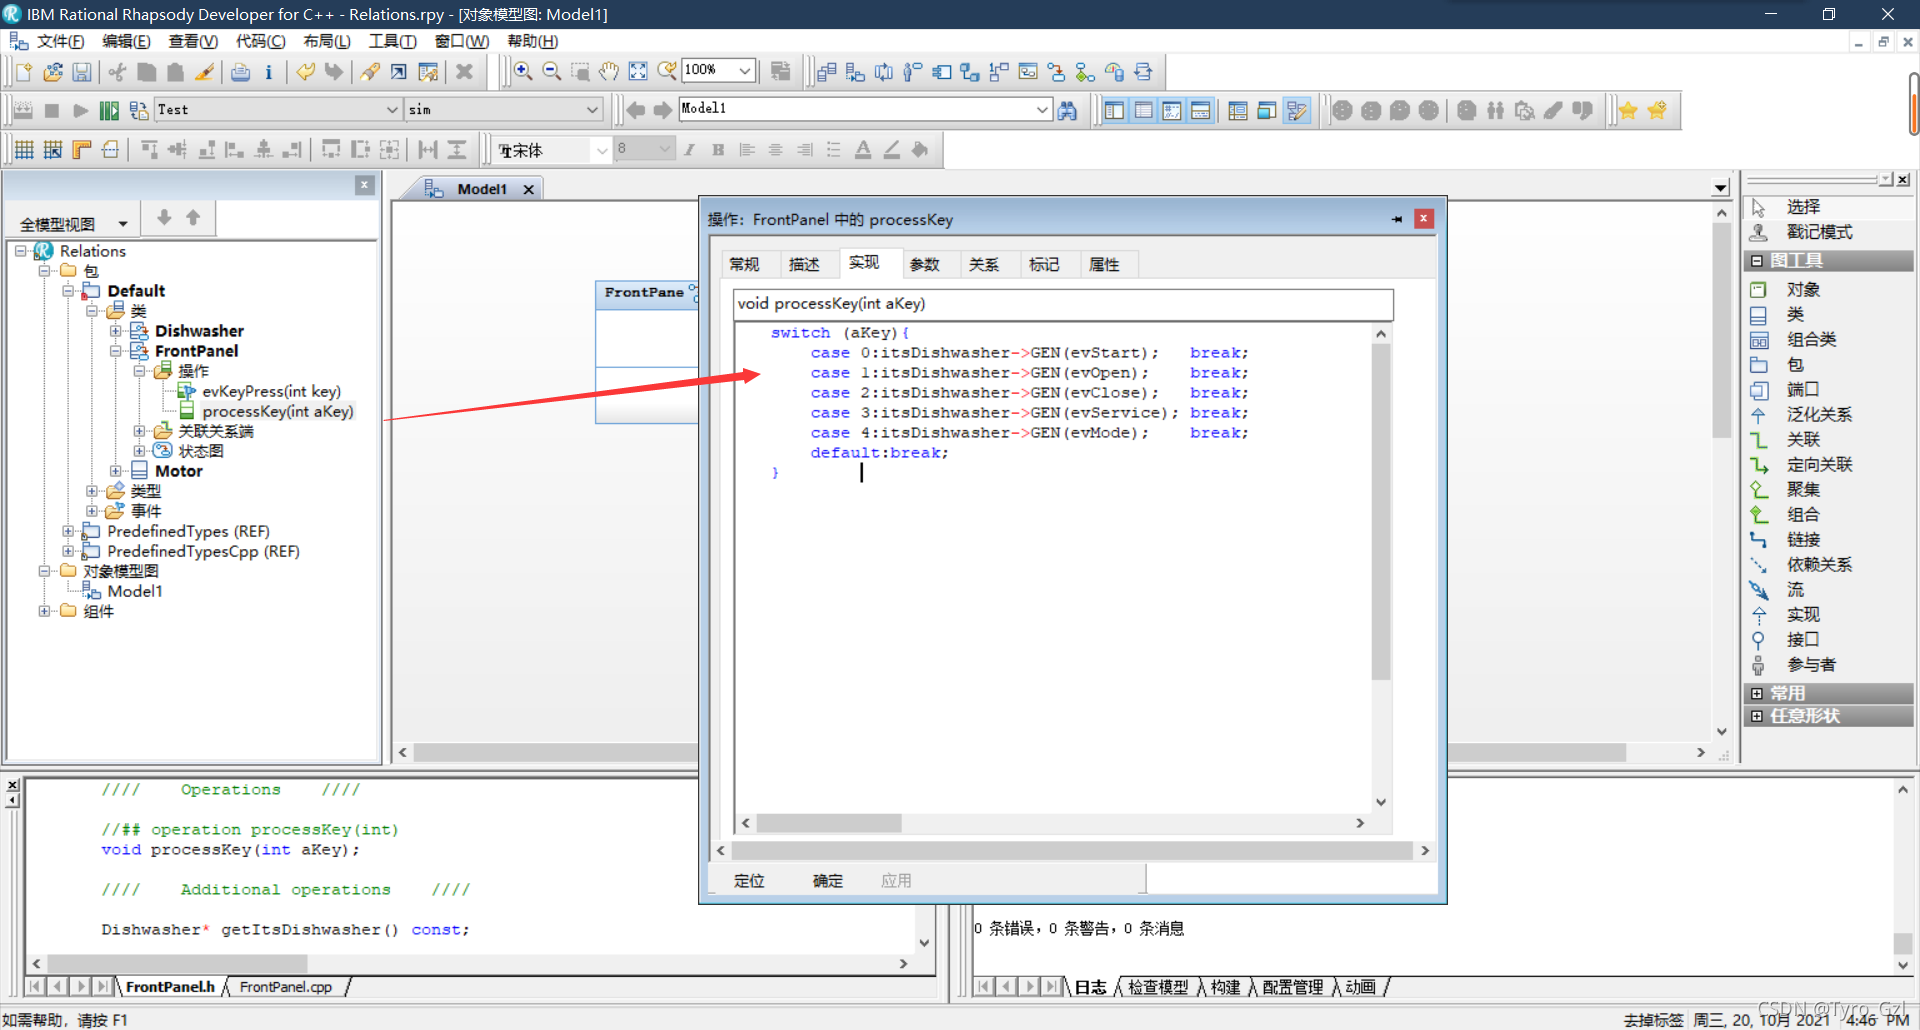 IBM Rational Rhapsody Developer for C++ - Relations.rpy - [对象模型图: Model1]
文件(F) 编辑(E) 查看(V) 代码(C) 布局(L) 工具(T) 窗口(W) 帮助(H)
100%
Test sim Model1
宋体 8
Model1
全模型视图
Relations
包
Default
类
Dishwasher
FrontPanel
操作
evKeyPress(int key)
processKey(int aKey)
关联关系端
状态图
Motor
类型
事件
PredefinedTypes (REF)
PredefinedTypesCpp (REF)
对象模型图
Model1
组件
FrontPane
操作: FrontPanel 中的 processKey
常规 描述 实现 参数 关系 标记 属性
void processKey(int aKey)
switch (aKey){
case 0:itsDishwasher->GEN(evStart); break;
case 1:itsDishwasher->GEN(evOpen); break;
case 2:itsDishwasher->GEN(evClose); break;
case 3:itsDishwasher->GEN(evService); break;
case 4:itsDishwasher->GEN(evMode); break;
default:break;
}
定位 确定 应用
选择
戳记模式
图工具
对象
类
组合类
包
端口
泛化关系
关联
定向关联
聚集
组合
链接
依赖关系
流
实现
接口
参与者
常用
任意形状
//// Operations ////
//## operation processKey(int)
void processKey(int aKey);
//// Additional operations ////
Dishwasher* getItsDishwasher() const;
FrontPanel.h FrontPanel.cpp
0 条错误，0 条警告，0 条消息
日志 检查模型 构建 配置管理 动画
如需帮助，请按 F1
去掉标签 周三, 20, 10月 2021 4:46 PM
CSDN @Tyro_Gzl